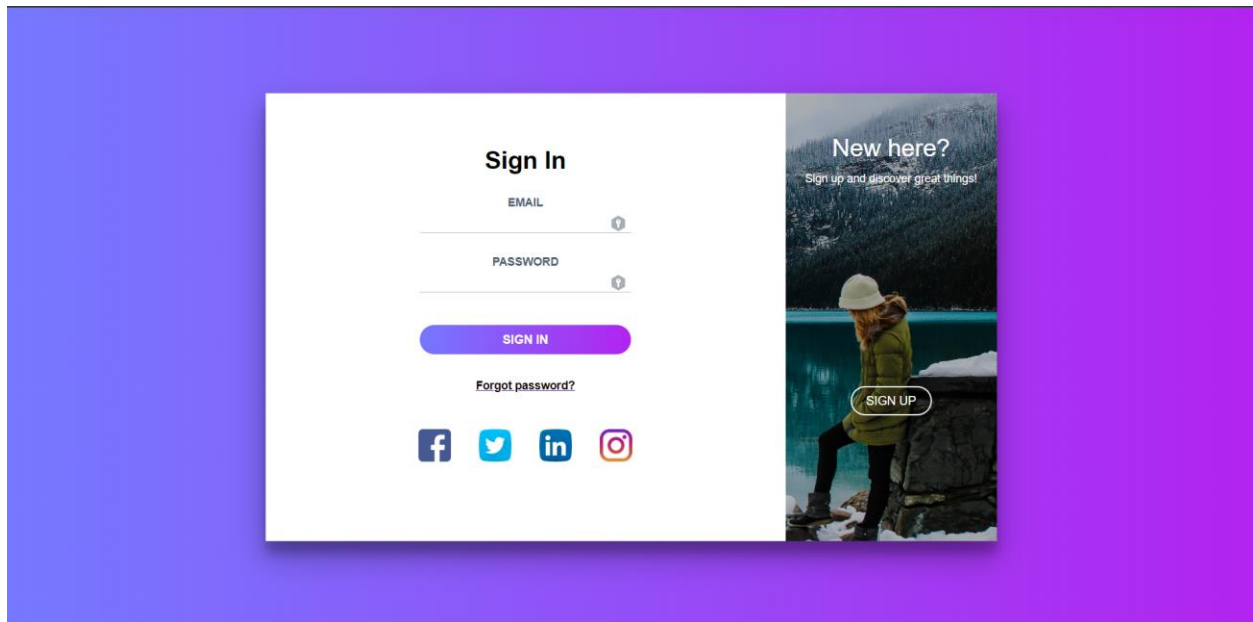 Sign In
EMAIL
PASSWORD
SIGN IN
Forgot password?
New here?
Sign up and discover great things!
SIGN UP